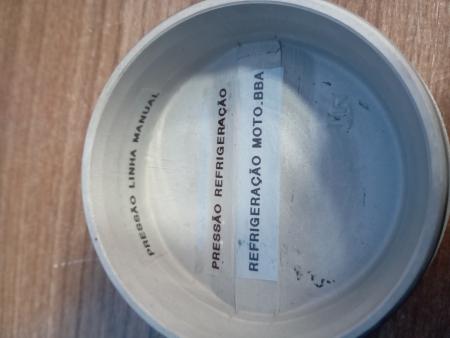 PRESSÃO LINHA MANUAL
PRESSÃO REFRIGERAÇÃO
REFRIGERAÇÃO MOTO.BBA